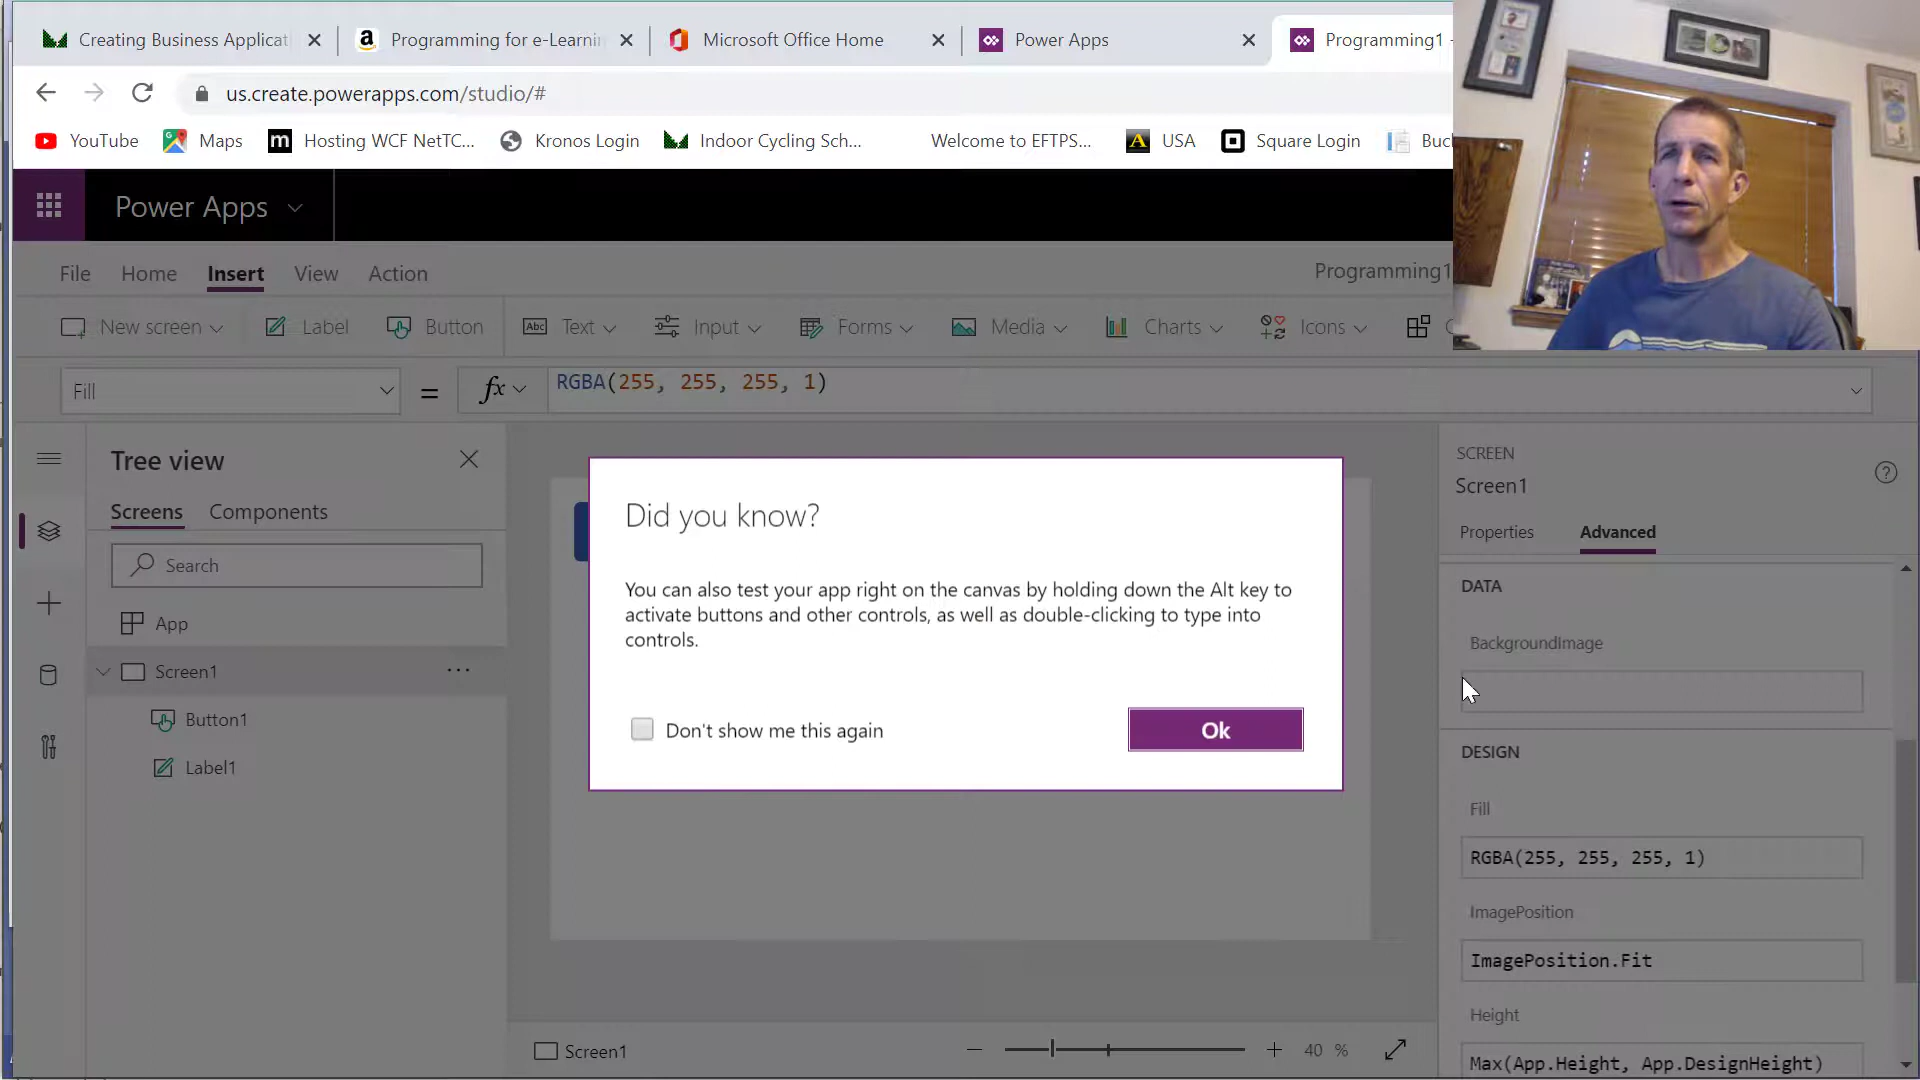 Creating Business Applicati
Programming for e-Learnin
Microsoft Office Home
Power Apps
Programming1 -
us.create.powerapps.com/studio/#
YouTube
Maps
Hosting WCF NetTC...
Kronos Login
Indoor Cycling Sch...
Welcome to EFTPS...
USA
Square Login
Buc
Power Apps
File
Home
Insert
View
Action
Programming1
New screen
Label
Button
Text
Input
Forms
Media
Charts
Icons
Fill
=
fx
RGBA(255, 255, 255, 1)
Tree view
Screens
Components
Search
App
Screen1
Button1
Label1
Did you know?
You can also test your app right on the canvas by holding down the Alt key to
activate buttons and other controls, as well as double-clicking to type into
controls.
Don't show me this again
Ok
SCREEN
Screen1
Properties
Advanced
DATA
BackgroundImage
DESIGN
Fill
RGBA(255, 255, 255, 1)
ImagePosition
ImagePosition.Fit
Height
Max(App.Height, App.DesignHeight)
Screen1
40 %